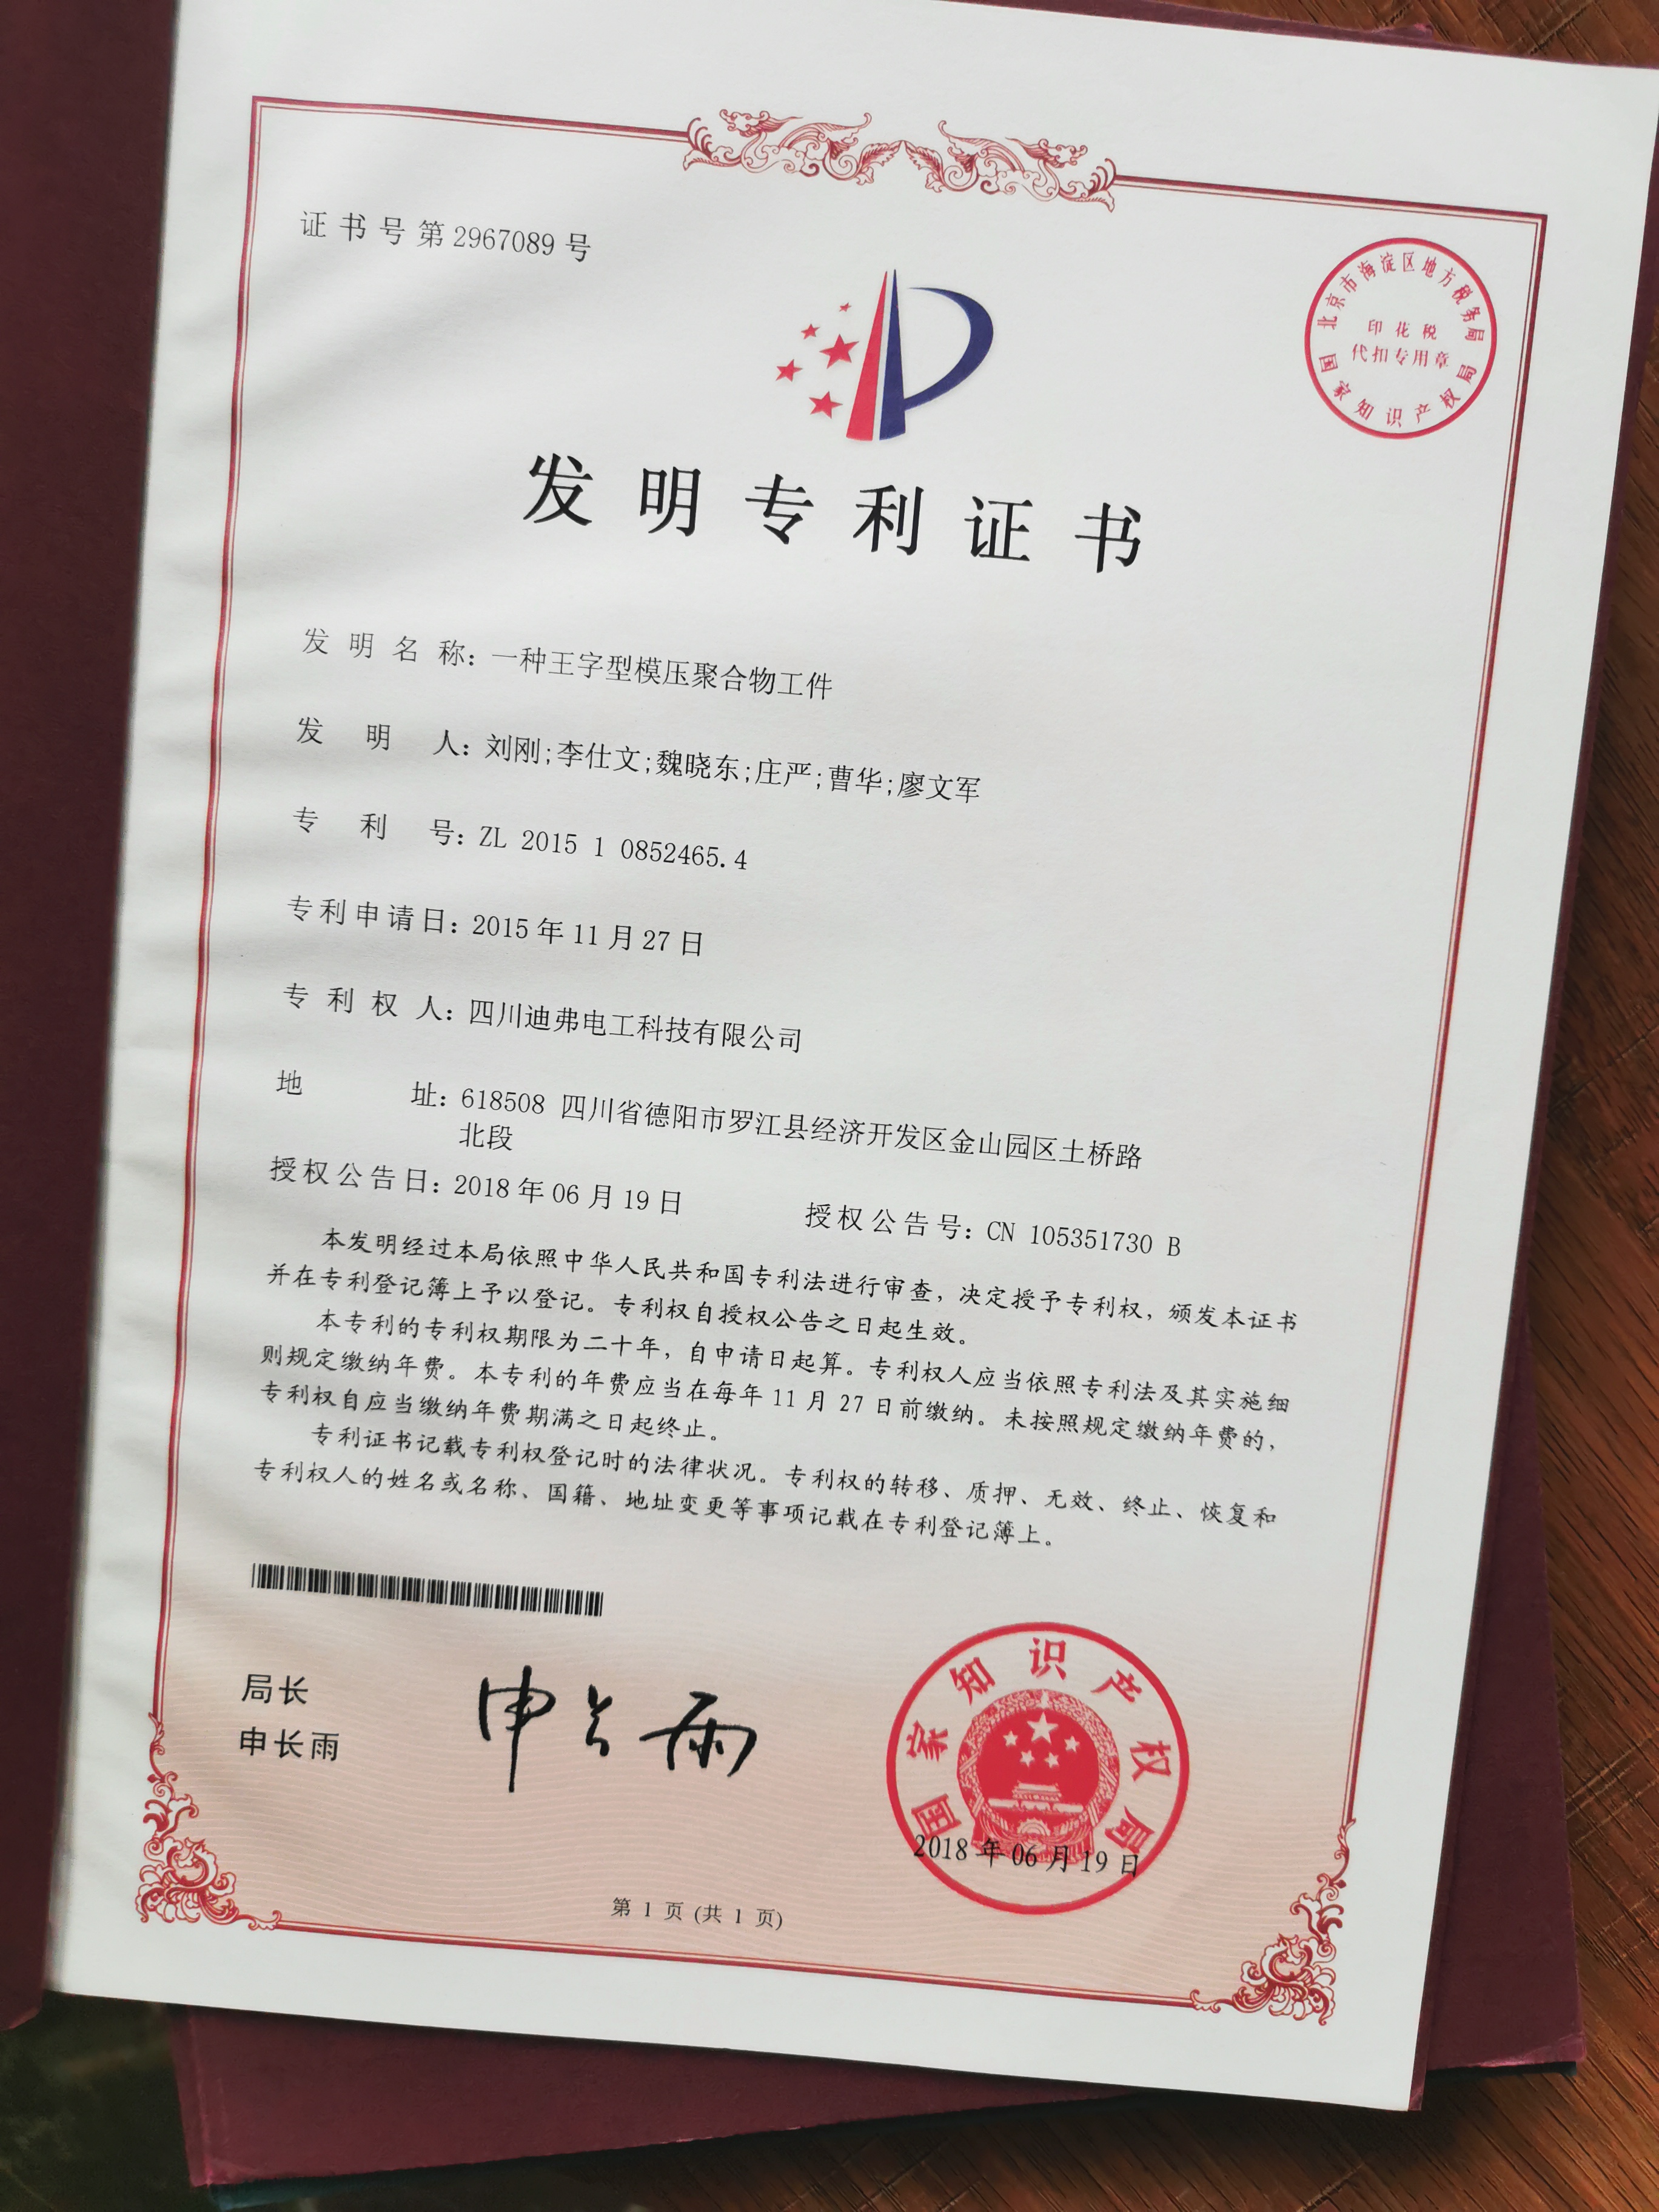 证书号第2967089号
北京市海淀区地方税务局
印花税
代扣专用章
国家知识产权局
发明专利证书
发明名称：一种王字型模压聚合物工件
发明人：刘刚;李仕文;魏晓东;庄严;曹华;廖文军
专利号：ZL 2015 1 0852465.4
专利申请日：2015年11月27日
专利权人：四川迪弗电工科技有限公司
地址：618508 四川省德阳市罗江县经济开发区金山园区土桥路
北段
授权公告日：2018年06月19日 授权公告号：CN 105351730 B
本发明经过本局依照中华人民共和国专利法进行审查，决定授予专利权，颁发本证书
并在专利登记簿上予以登记。专利权自授权公告之日起生效。
本专利的专利权期限为二十年，自申请日起算。专利权人应当依照专利法及其实施细
则规定缴纳年费。本专利的年费应当在每年11月27日前缴纳。未按照规定缴纳年费的，
专利权自应当缴纳年费期满之日起终止。
专利证书记载专利权登记时的法律状况。专利权的转移、质押、无效、终止、恢复和
专利权人的姓名或名称、国籍、地址变更等事项记载在专利登记簿上。
局长
申长雨
申长雨
国家知识产权局
2018年06月19日
第 1 页 (共 1 页)